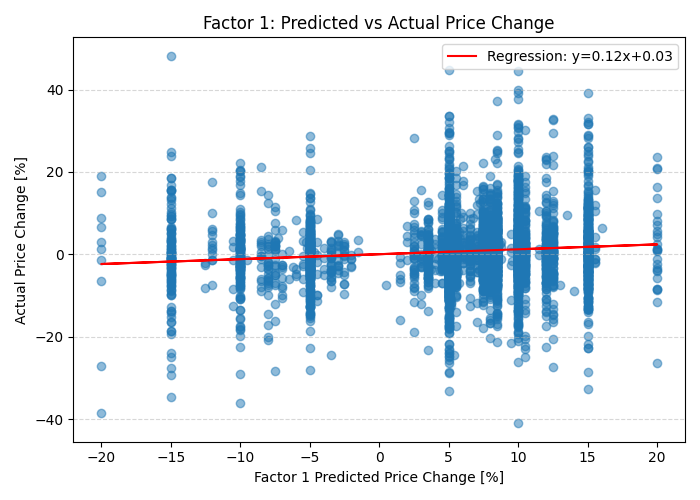 Factor 1: Predicted vs Actual Price Change
Regression: y=0.12x+0.03
Actual Price Change [%]
40
20
0
−20
−40
−20 −15 −10 −5 0 5 10 15 20
Factor 1 Predicted Price Change [%]